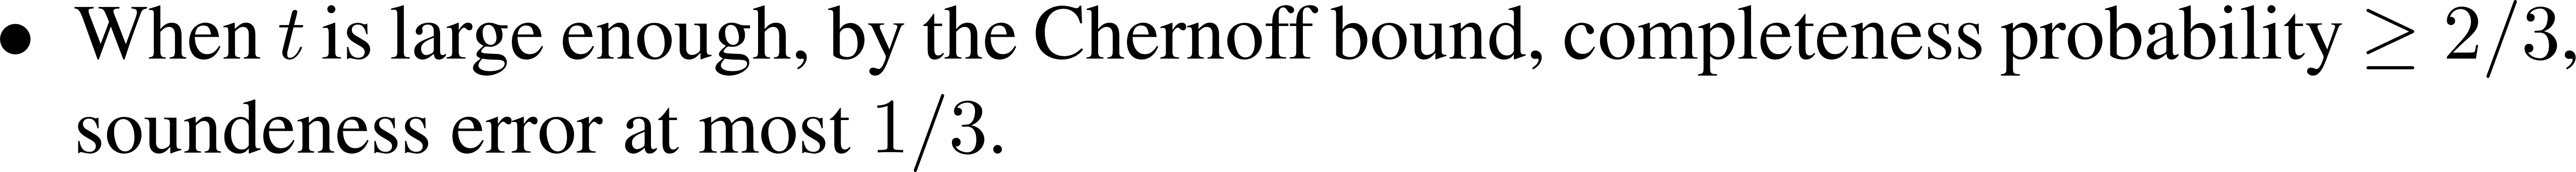 • When t is large enough, by the Chernoff bound, completeness probability ≥ 2/3,
soundeness error at most 1/3.